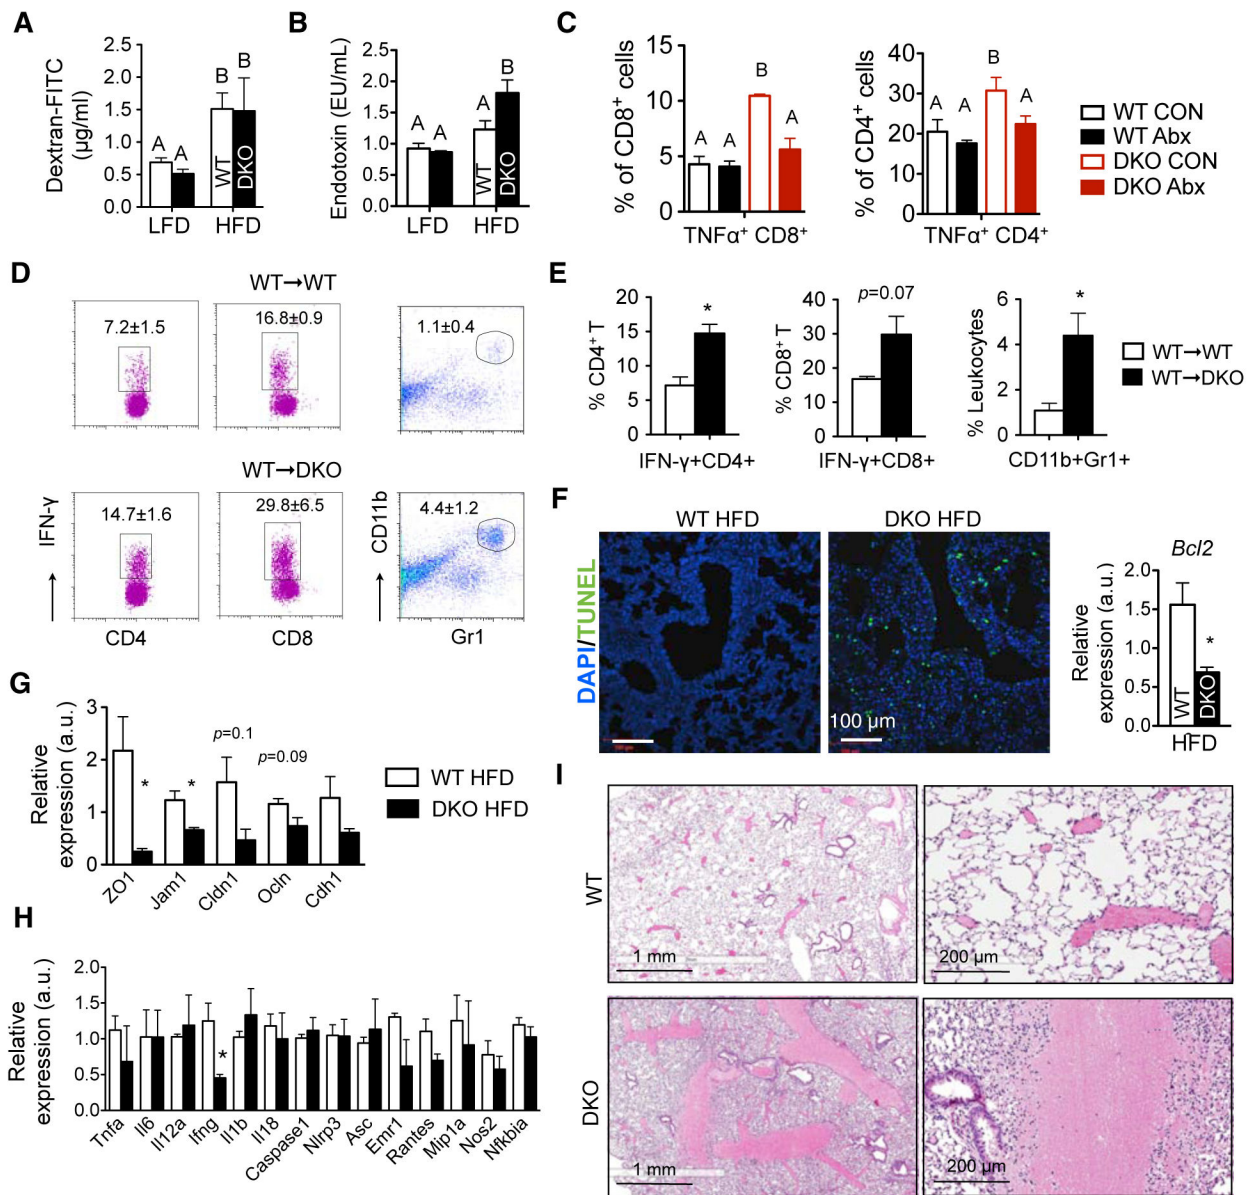 A
Dextran-FITC
(µg/ml)
2.5
2.0
1.5
1.0
0.5
0.0
A
A
B
B
WT
DKO
LFD
HFD
B
Endotoxin (EU/mL)
2.5
2.0
1.5
1.0
0.5
0.0
A
A
A
B
WT
DKO
LFD
HFD
C
% of CD8⁺ cells
15
10
5
0
A
A
B
A
TNFα⁺ CD8⁺
% of CD4⁺ cells
40
30
20
10
0
A
A
B
A
TNFα⁺ CD4⁺
WT CON
WT Abx
DKO CON
DKO Abx
D
WT→WT
7.2±1.5
16.8±0.9
1.1±0.4
WT→DKO
14.7±1.6
29.8±6.5
4.4±1.2
IFN-γ
CD11b
CD4
CD8
Gr1
E
% CD4⁺ T
20
15
10
5
0
*
IFN-γ+CD4+
% CD8⁺ T
40
30
20
10
0
p=0.07
IFN-γ+CD8+
% Leukocytes
6
4
2
0
*
CD11b+Gr1+
WT→WT
WT→DKO
F
WT HFD
DKO HFD
DAPI/TUNEL
100 µm
Bcl2
Relative
expression (a.u.)
2.0
1.5
1.0
0.5
0.0
*
WT
DKO
HFD
G
Relative
expression (a.u.)
3
2
1
0
*
*
p=0.1
p=0.09
ZO1
Jam1
Cldn1
Ocln
Cdh1
WT HFD
DKO HFD
H
Relative
expression (a.u.)
2.0
1.5
1.0
0.5
0.0
*
Tnfa
Il6
Il12a
Ifng
Il1b
Il18
Caspase1
Nlrp3
Asc
Emr1
Rantes
Mip1a
Nos2
Nfkbia
I
WT
1 mm
200 µm
DKO
1 mm
200 µm